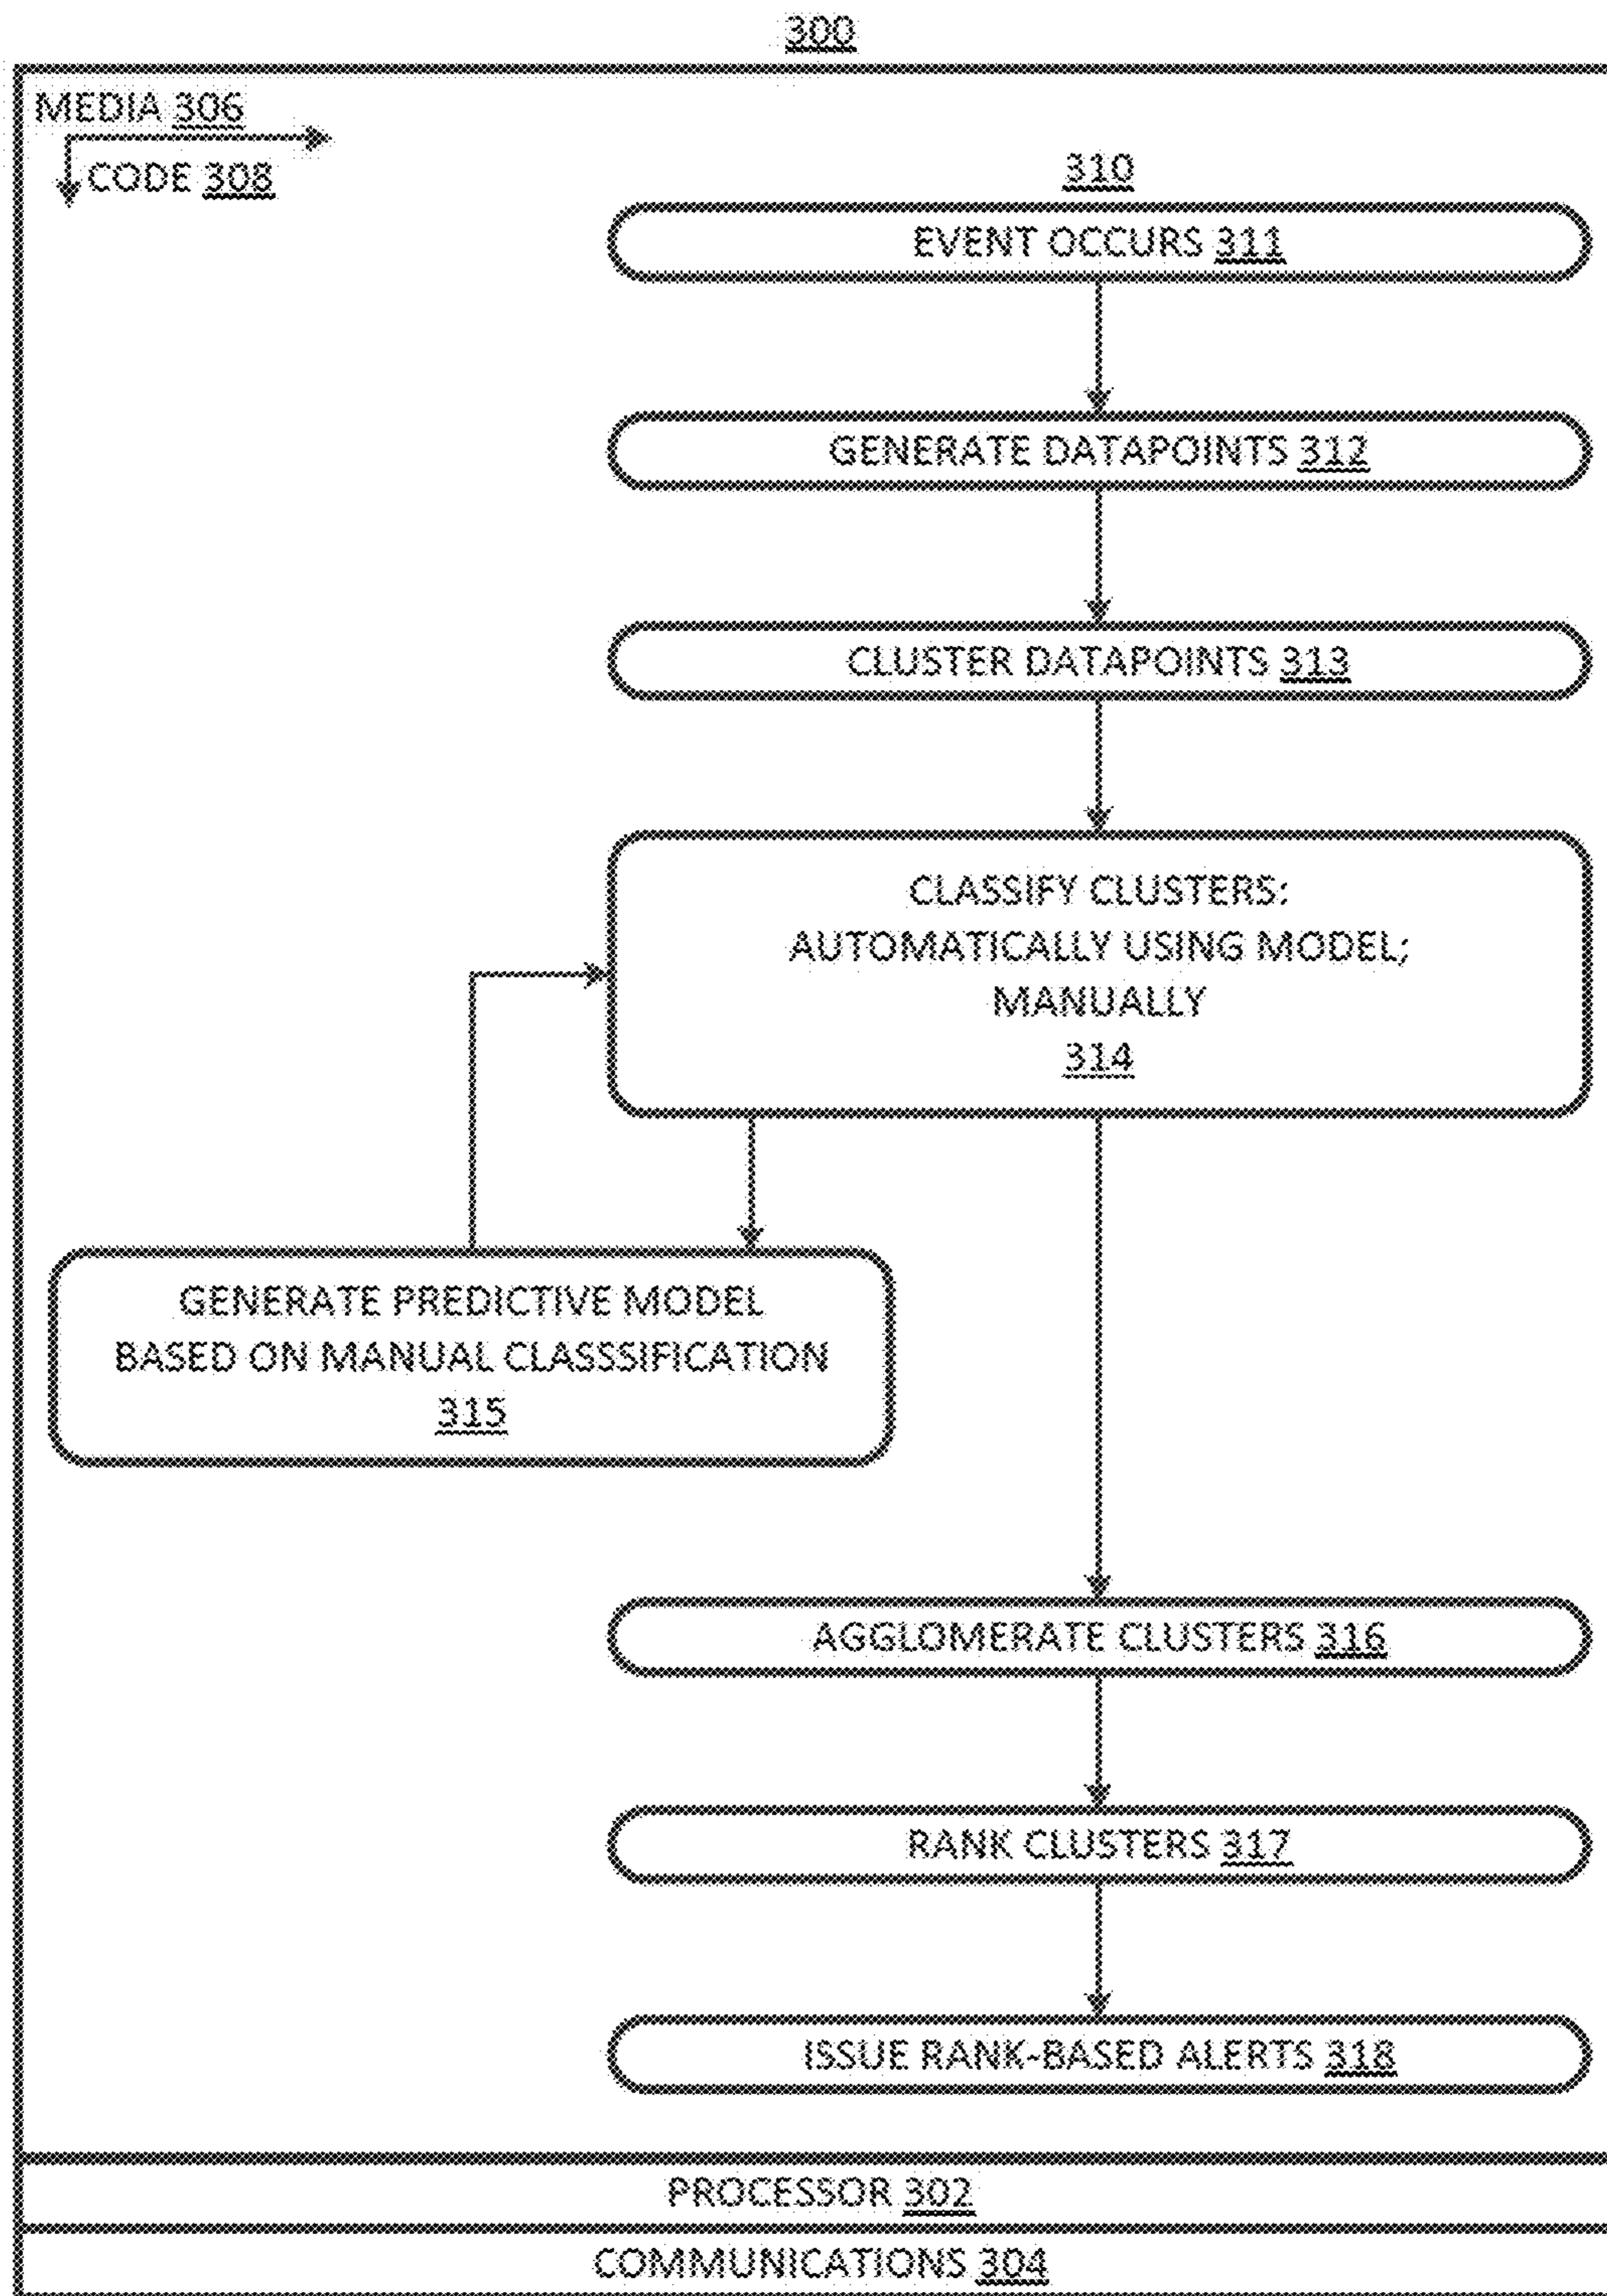 300
MEDIA 306
CODE 308
310
EVENT OCCURS 311
GENERATE DATAPOINTS 312
CLUSTER DATAPOINTS 313
CLASSIFY CLUSTERS:
AUTOMATICALLY USING MODEL;
MANUALLY
314
GENERATE PREDICTIVE MODEL
BASED ON MANUAL CLASSSIFICATION
315
AGGLOMERATE CLUSTERS 316
RANK CLUSTERS 317
ISSUE RANK-BASED ALERTS 318
PROCESSOR 302
COMMUNICATIONS 304